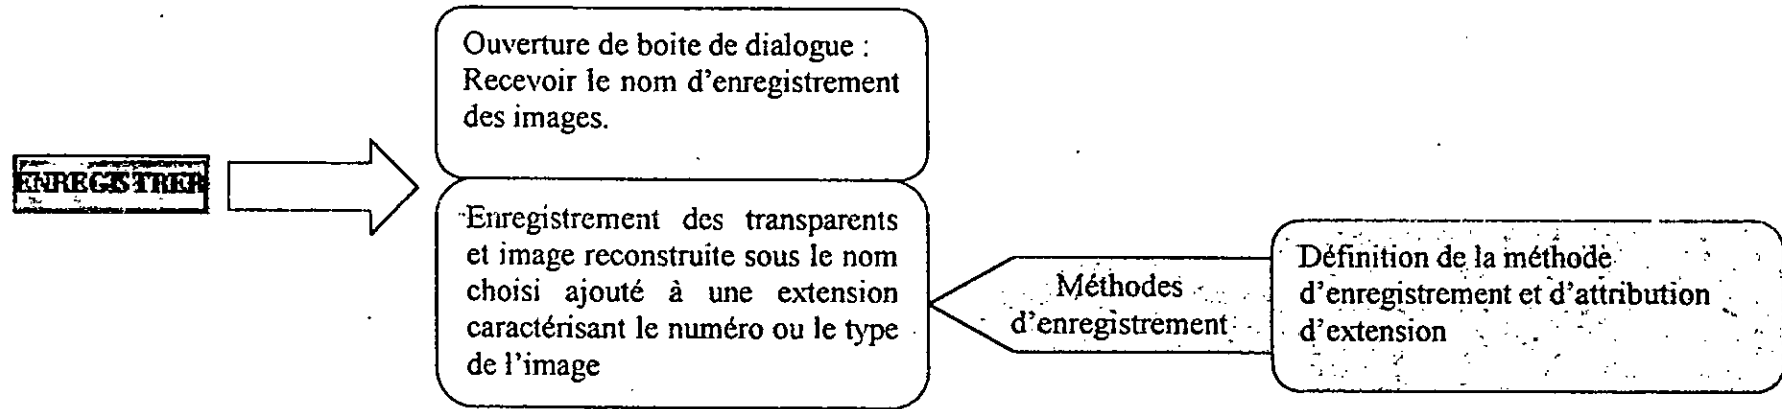 Ouverture de boite de dialogue :
Recevoir le nom d'enregistrement
des images.
ENREGISTRER
Enregistrement des transparents
et image reconstruite sous le nom
choisi ajouté à une extension
caractérisant le numéro ou le type
de l'image
Méthodes
d'enregistrement
Définition de la méthode
d'enregistrement et d'attribution
d'extension